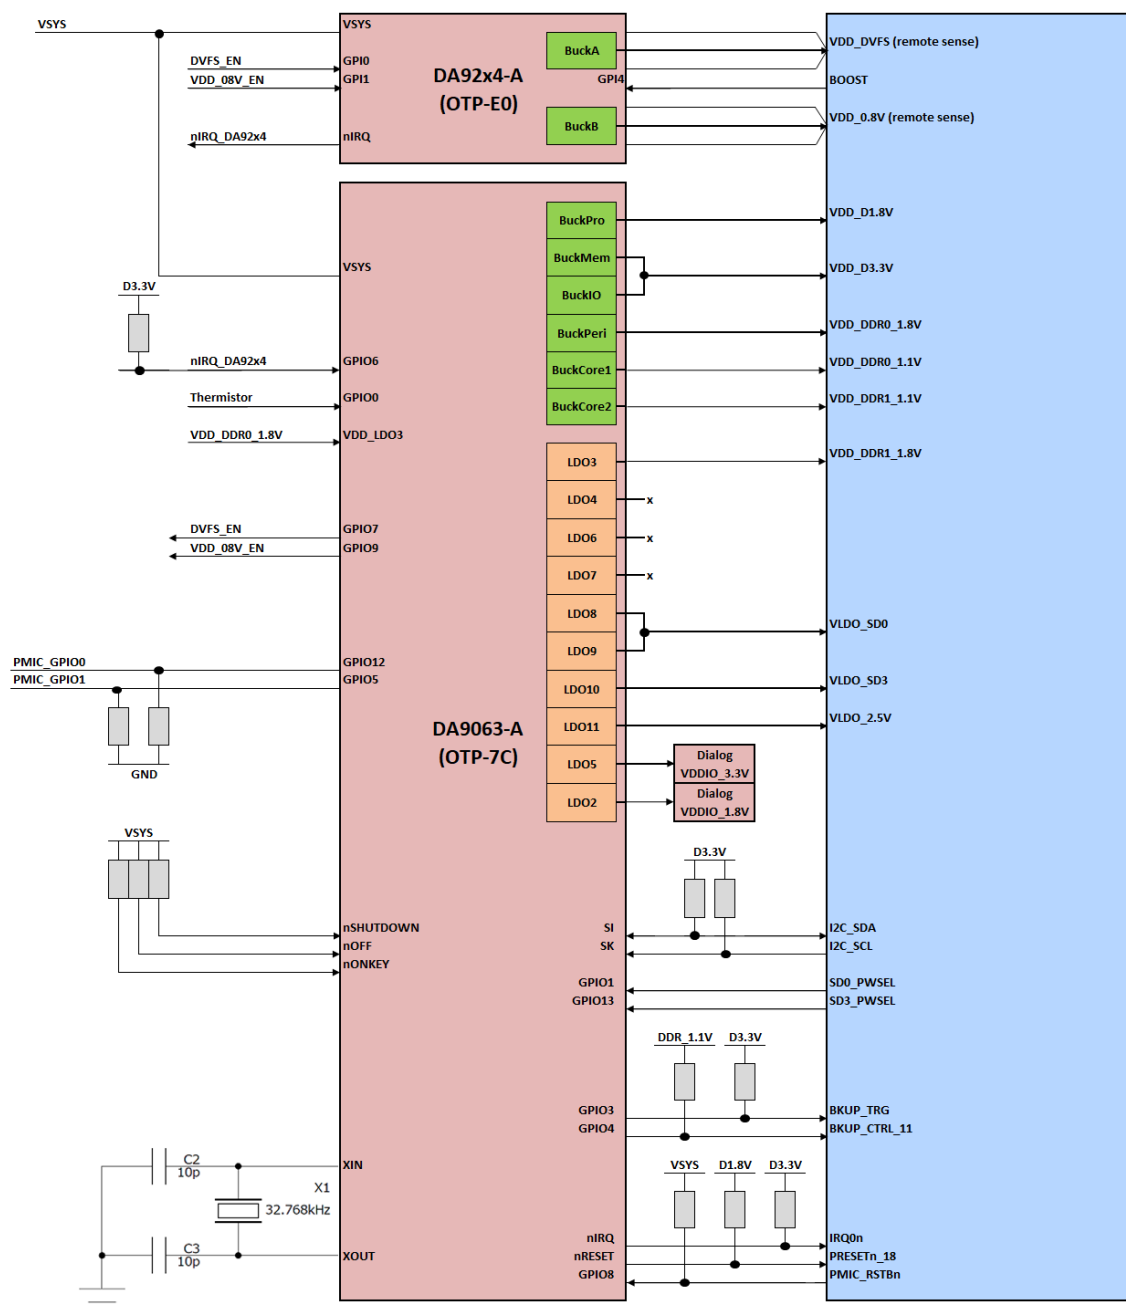 VSYS
VSYS
BuckA
VDD_DVFS (remote sense)
DVFS_EN
GPI0
VDD_08V_EN
GPI1
DA92x4-A
(OTP-E0)
GPI4
BOOST
BuckB
VDD_0.8V (remote sense)
nIRQ_DA92x4
nIRQ
BuckPro
VDD_D1.8V
BuckMem
VSYS
VDD_D3.3V
D3.3V
BuckIO
BuckPeri
VDD_DDR0_1.8V
nIRQ_DA92x4
GPIO6
BuckCore1
VDD_DDR0_1.1V
Thermistor
GPIO0
BuckCore2
VDD_DDR1_1.1V
VDD_DDR0_1.8V
VDD_LDO3
LDO3
VDD_DDR1_1.8V
LDO4
x
DVFS_EN
GPIO7
LDO6
x
VDD_08V_EN
GPIO9
LDO7
x
LDO8
VLDO_SD0
LDO9
PMIC_GPIO0
GPIO12
PMIC_GPIO1
GPIO5
LDO10
VLDO_SD3
LDO11
VLDO_2.5V
DA9063-A
(OTP-7C)
GND
LDO5
Dialog
VDDIO_3.3V
LDO2
Dialog
VDDIO_1.8V
VSYS
D3.3V
nSHUTDOWN
SI
I2C_SDA
nOFF
SK
I2C_SCL
nONKEY
GPIO1
SD0_PWSEL
GPIO13
SD3_PWSEL
DDR_1.1V
D3.3V
GPIO3
BKUP_TRG
GPIO4
BKUP_CTRL_11
C2
10p
XIN
VSYS
D1.8V
D3.3V
X1
32.768kHz
C3
10p
XOUT
nIRQ
IRQ0n
nRESET
PRESETn_18
GPIO8
PMIC_RSTBn